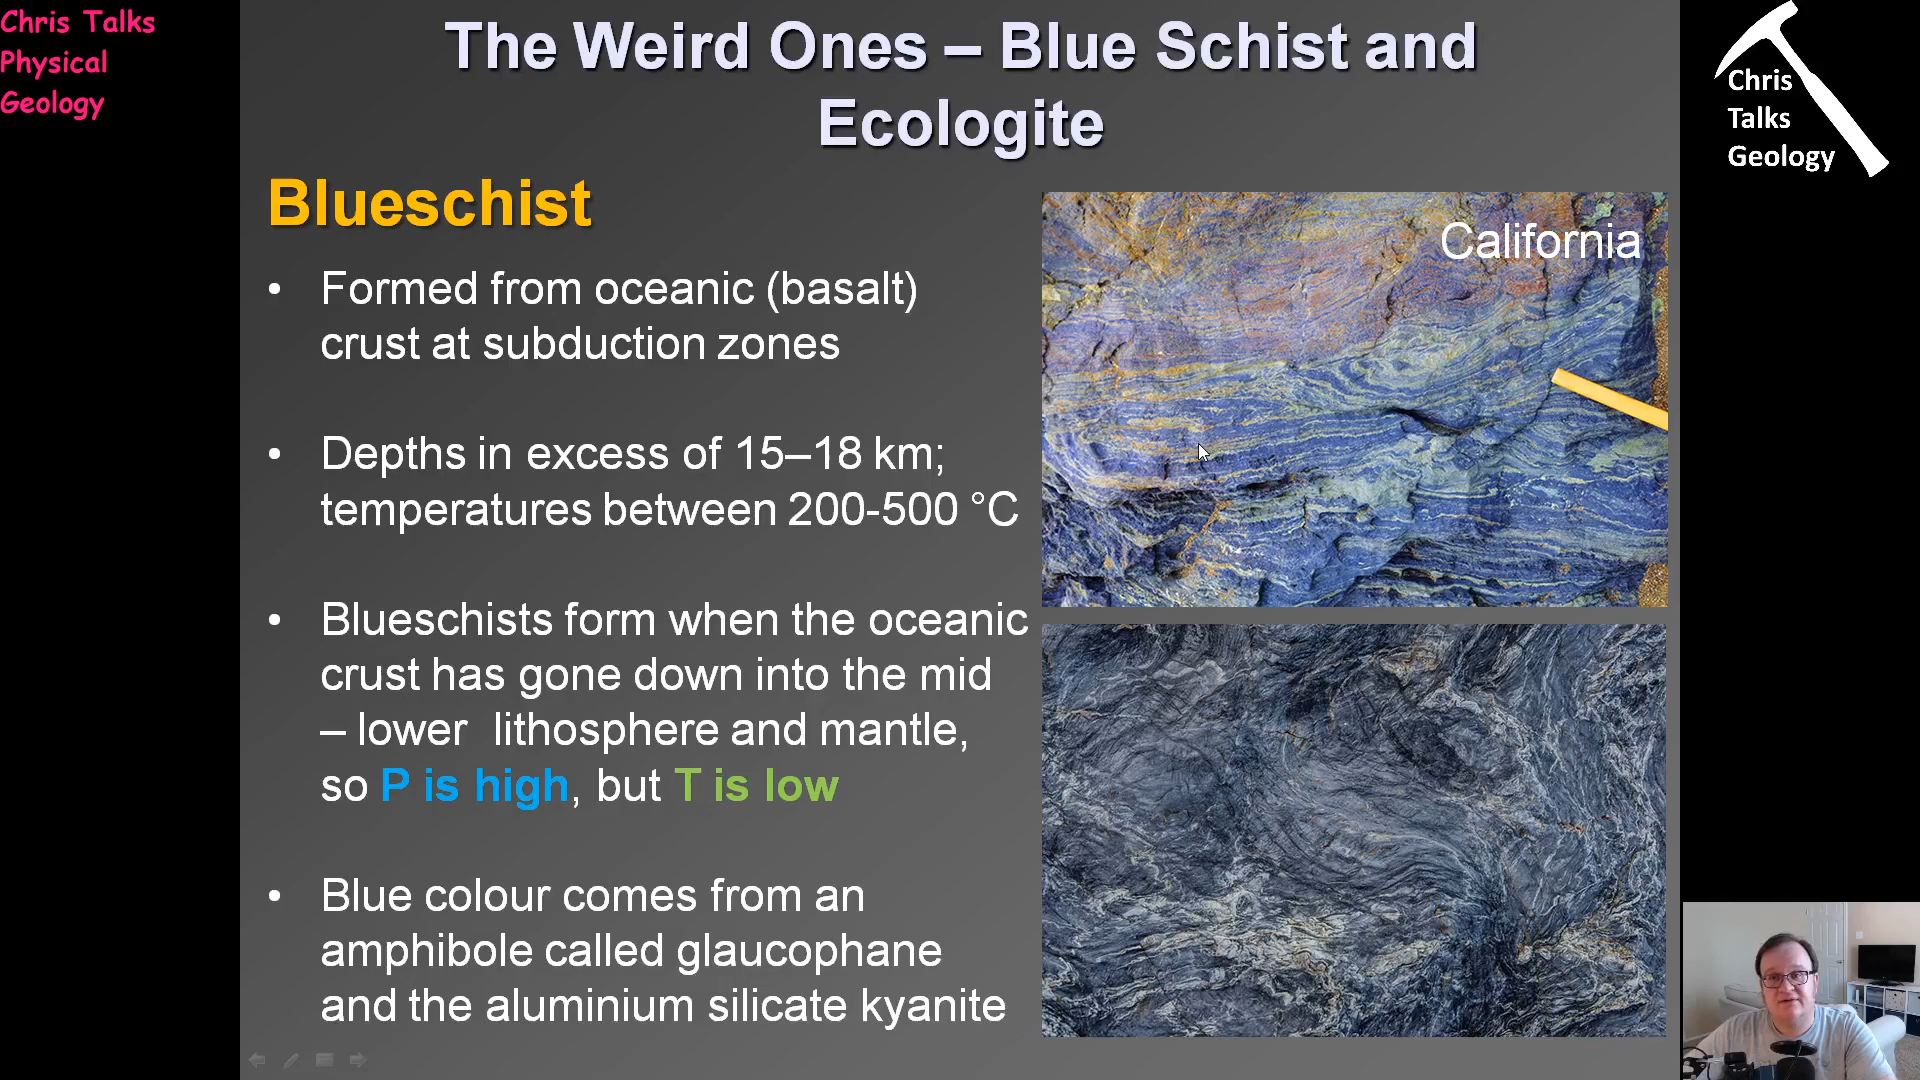 Chris Talks
Physical
Geology
The Weird Ones – Blue Schist and
Ecologite
Chris
Talks
Geology
Blueschist
• Formed from oceanic (basalt)
crust at subduction zones
• Depths in excess of 15–18 km;
temperatures between 200-500 °C
• Blueschists form when the oceanic
crust has gone down into the mid
– lower lithosphere and mantle,
so P is high, but T is low
• Blue colour comes from an
amphibole called glaucophane
and the aluminium silicate kyanite
California